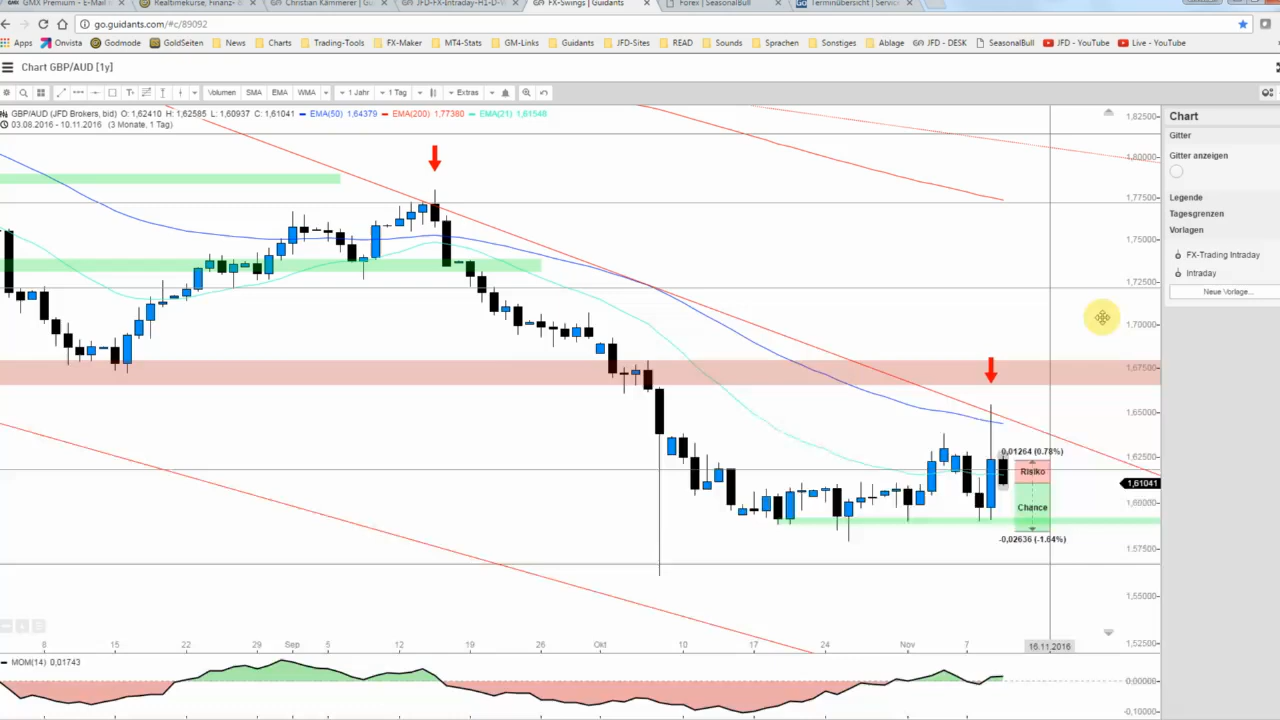 GMX Premium - E-Mail
Realtimekurse, Finanz-
Christian Kämmerer | Gu
JFD-FX-Intraday-H1-D-W
FX-Swings | Guidants
Forex | SeasonalBull
Terminübersicht | Servic
go.guidants.com/#c/89092
Apps
Onvista
Godmode
GoldSeiten
News
Charts
Trading-Tools
FX-Maker
MT4-Stats
GM-Links
Guidants
JFD-Sites
READ
Sounds
Sprachen
Sonstiges
Ablage
JFD - DESK
SeasonalBull
JFD - YouTube
Live - YouTube
Chart GBP/AUD [1y]
Volumen
SMA
EMA
WMA
1 Jahr
1 Tag
Extras
GBP/AUD (JFD Brokers, bid) O: 1,62410 H: 1,62585 L: 1,60937 C: 1,61041 EMA(50) 1,64379 EMA(200) 1,77380 EMA(21) 1,61548
03.08.2016 - 10.11.2016 (3 Monate, 1 Tag)
1,82500
1,80000
1,77500
1,75000
1,72500
1,70000
1,67500
1,65000
1,62500
1,61041
1,60000
1,57500
1,55000
1,52500
0,01264 (0.78%)
Risiko
Chance
-0,02636 (-1.64%)
8
15
22
29
Sep
5
12
19
26
Okt
10
17
24
Nov
7
16.11.2016
MOM(14) 0,01743
0,00000
-0,10000
Chart
Gitter
Gitter anzeigen
Legende
Tagesgrenzen
Vorlagen
FX-Trading Intraday
Intraday
Neue Vorlage...